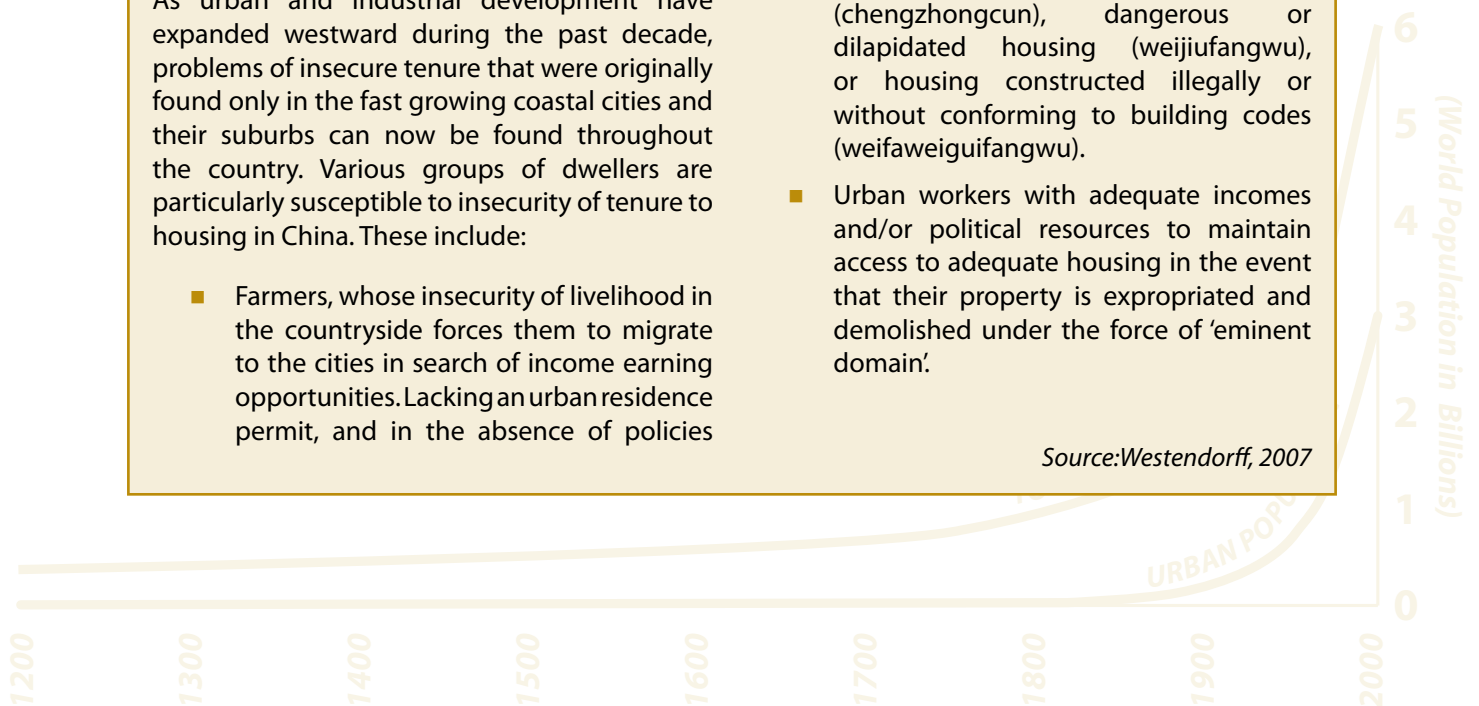 As urban and industrial development have
expanded westward during the past decade,
problems of insecure tenure that were originally
found only in the fast growing coastal cities and
their suburbs can now be found throughout
the country. Various groups of dwellers are
particularly susceptible to insecurity of tenure to
housing in China. These include:
■ Farmers, whose insecurity of livelihood in
the countryside forces them to migrate
to the cities in search of income earning
opportunities. Lacking an urban residence
permit, and in the absence of policies
(chengzhongcun), dangerous or
dilapidated housing (weijiufangwu),
or housing constructed illegally or
without conforming to building codes
(weifaweiguifangwu).
■ Urban workers with adequate incomes
and/or political resources to maintain
access to adequate housing in the event
that their property is expropriated and
demolished under the force of ‘eminent
domain’.
Source:Westendorff, 2007
6
5
4
3
2
1
0
(World Population in Billions)
URBAN
1200
1300
1400
1500
1600
1700
1800
1900
2000